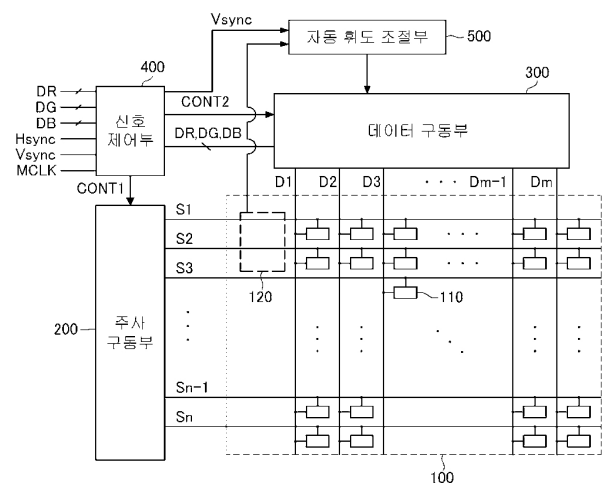 Vsync
자동 휘도 조절부
500
400
300
DR
DG
DB
Hsync
Vsync
MCLK
신호
제어부
CONT2
DR,DG,DB
데이터 구동부
CONT1
D1
D2
D3
· · ·
Dm-1
Dm
S1
S2
S3
Sn-1
Sn
120
110
200
주사
구동부
100